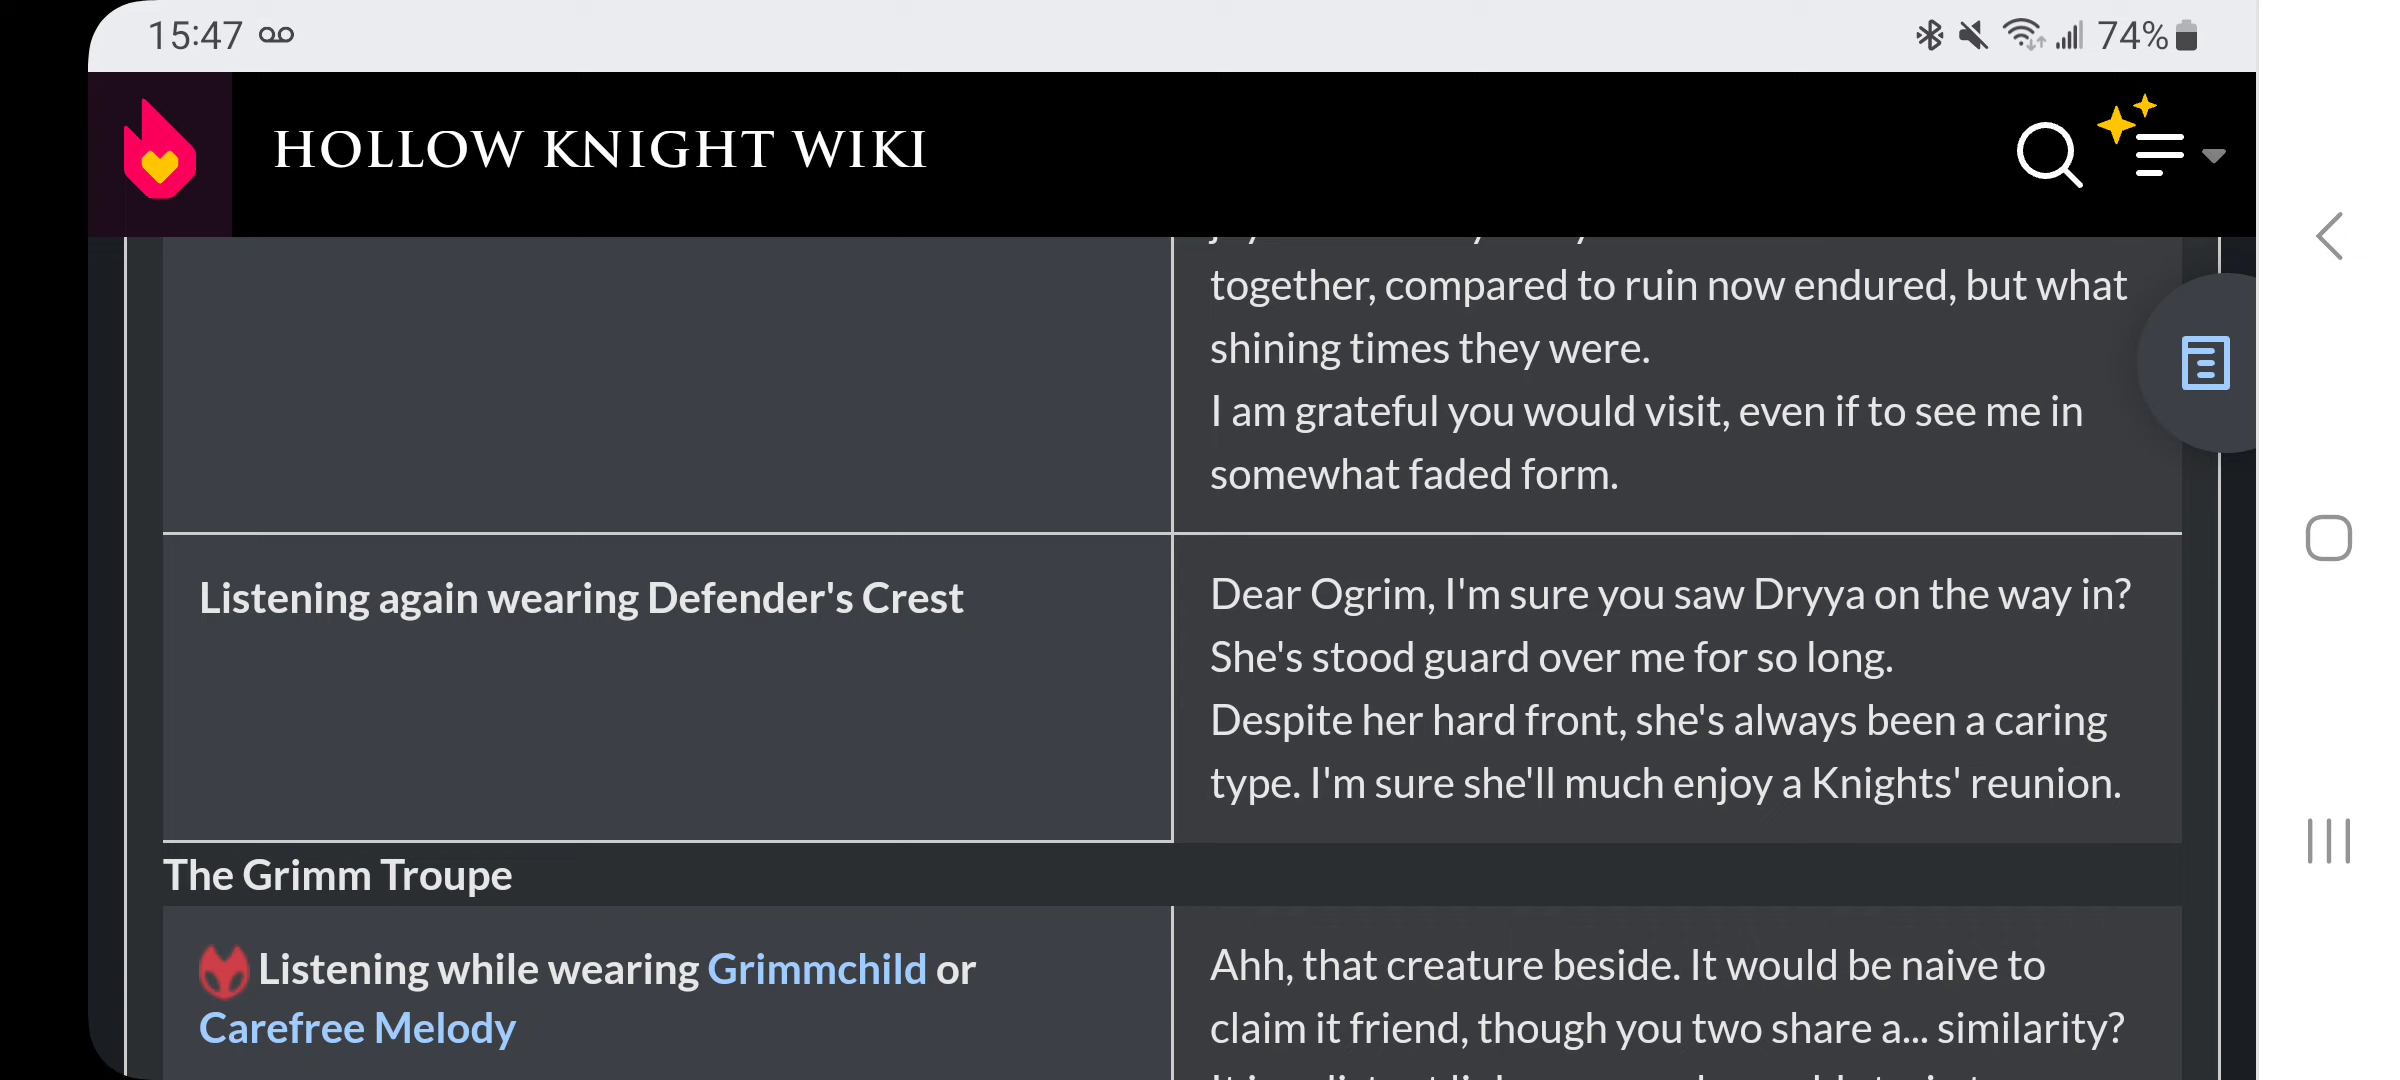 15:47
74%
HOLLOW KNIGHT WIKI
together, compared to ruin now endured, but what
shining times they were.
I am grateful you would visit, even if to see me in
somewhat faded form.
Listening again wearing Defender's Crest
Dear Ogrim, I'm sure you saw Dryya on the way in?
She's stood guard over me for so long.
Despite her hard front, she's always been a caring
type. I'm sure she'll much enjoy a Knights' reunion.
The Grimm Troupe
Listening while wearing Grimmchild or
Carefree Melody
Ahh, that creature beside. It would be naive to
claim it friend, though you two share a... similarity?